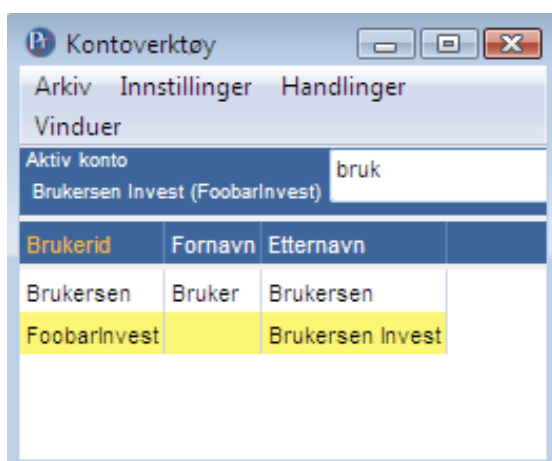 Kontoverktøy
Arkiv Innstillinger Handlinger
Vinduer
Aktiv konto
Brukersen Invest (FoobarInvest)
bruk
Brukerid Fornavn Etternavn
Brukersen Bruker Brukersen
FoobarInvest Brukersen Invest